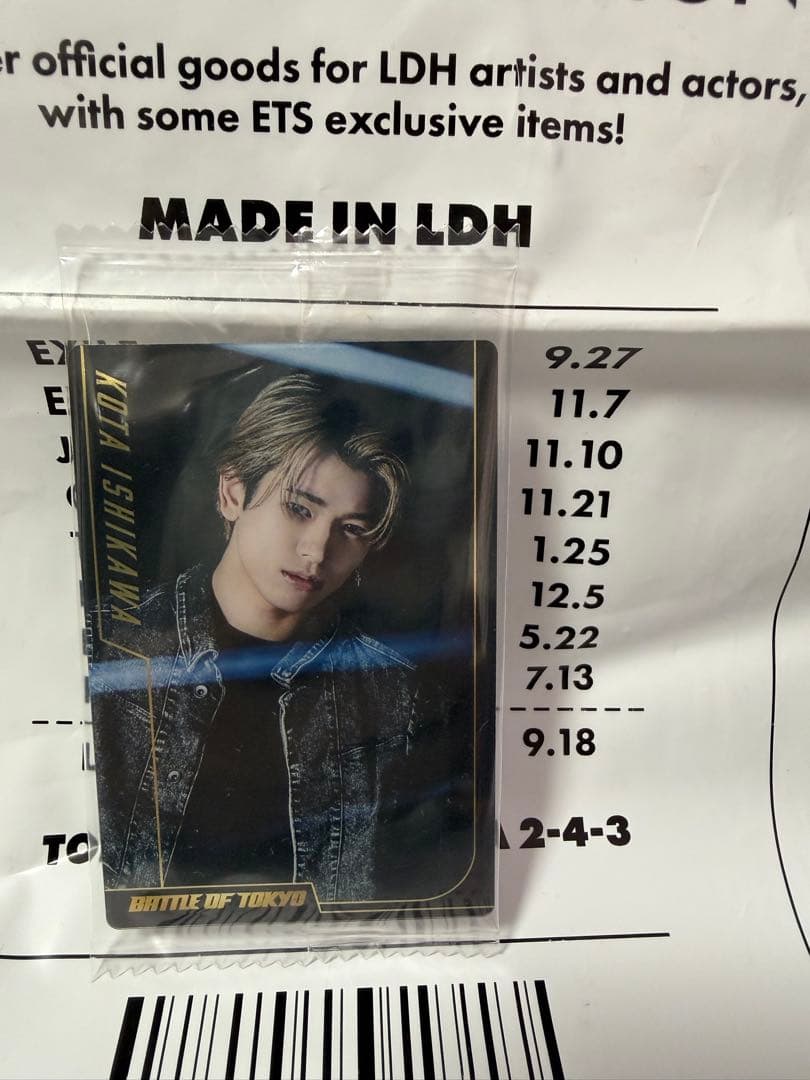 official goods for LDH artists and actors,
with some ETS exclusive items!
MADE IN LDH
9.27
11.7
11.10
11.21
1.25
12.5
5.22
7.13
9.18
2-4-3
KOTA ISHIKAWA
BATTLE OF TOKYO